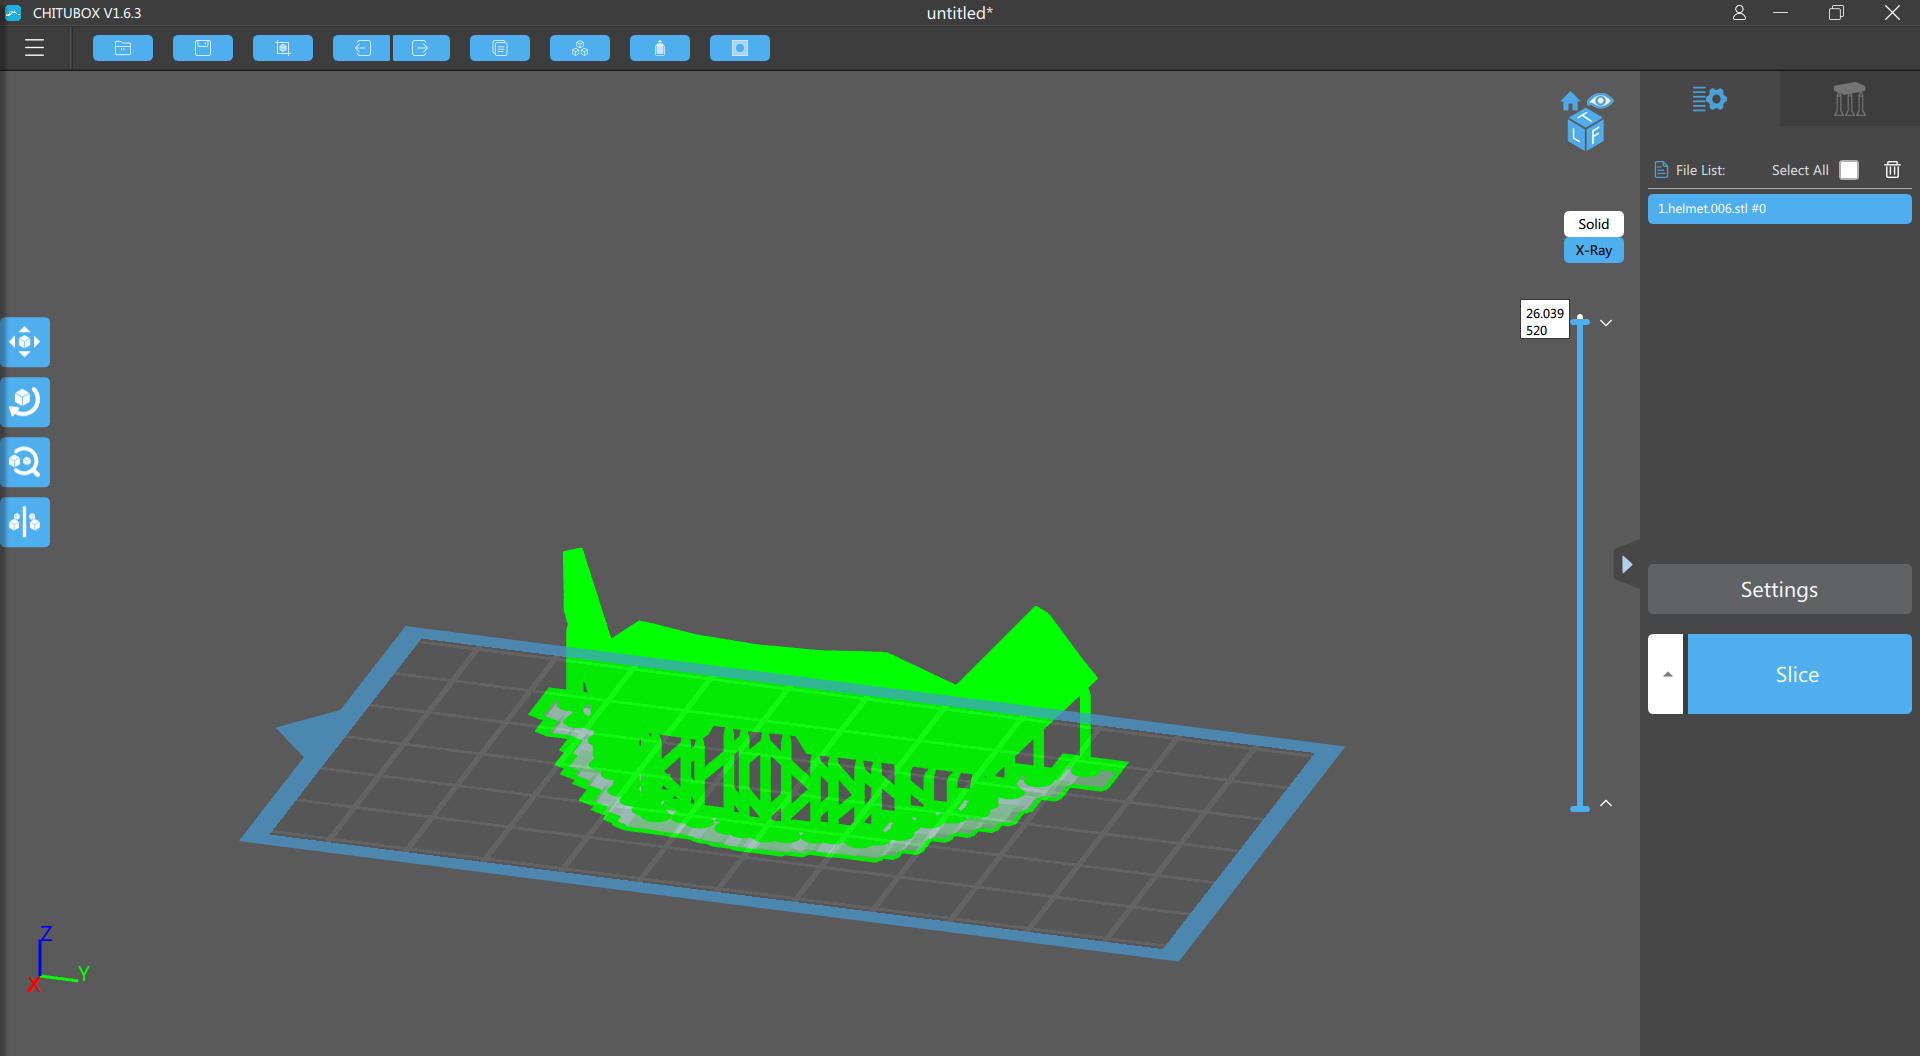 CHITUBOX V1.6.3
untitled*
T
L F
File List:
Select All
1.helmet.006.stl #0
Solid
X-Ray
26.039
520
Settings
Slice
Z
Y
X